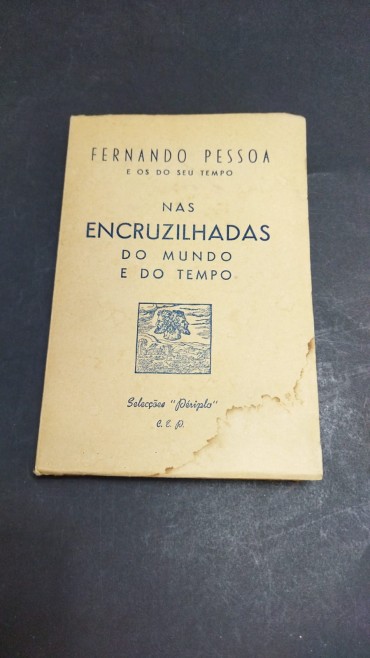 FERNANDO PESSOA
E OS DO SEU TEMPO
NAS
ENCRUZILHADAS
DO MUNDO
E DO TEMPO
Selecções "Périplo"
C. E. P.